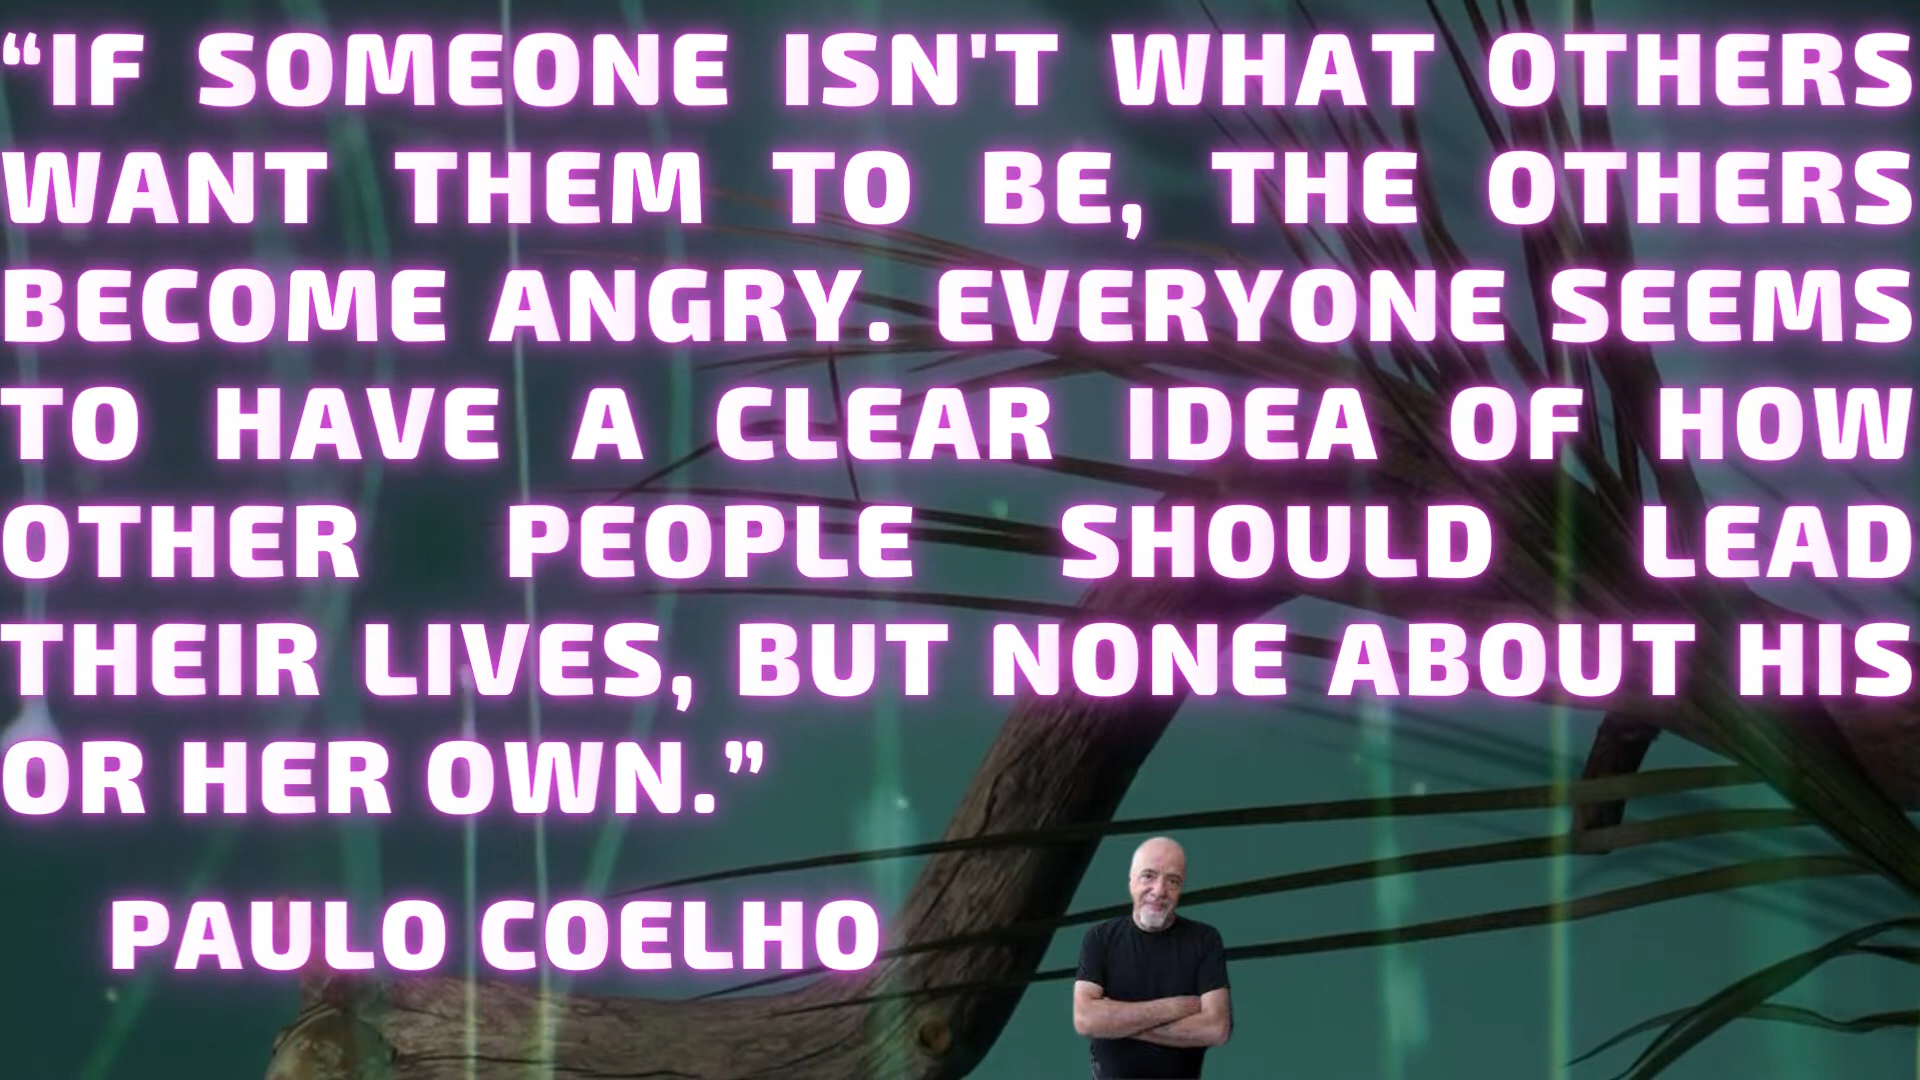 “IF SOMEONE ISN'T WHAT OTHERS
WANT THEM TO BE, THE OTHERS
BECOME ANGRY. EVERYONE SEEMS
TO HAVE A CLEAR IDEA OF HOW
OTHER PEOPLE SHOULD LEAD
THEIR LIVES, BUT NONE ABOUT HIS
OR HER OWN.”
PAULO COELHO